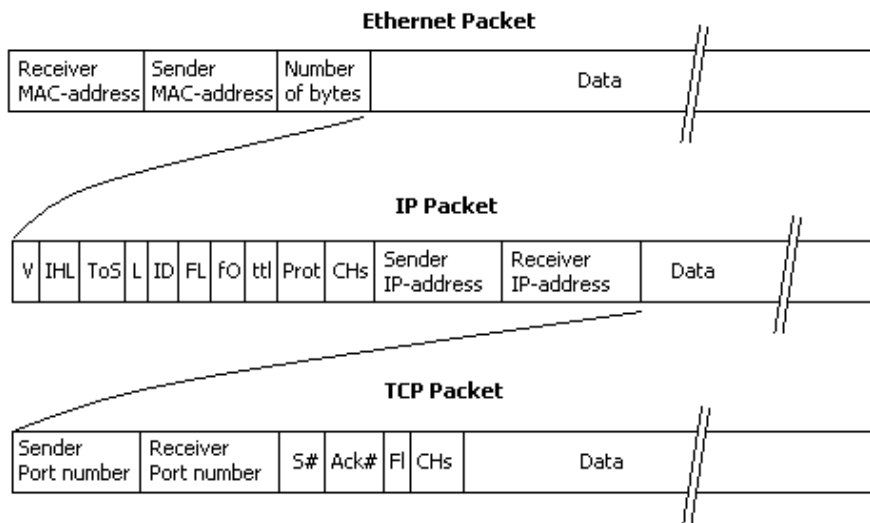 Ethernet Packet
Receiver Sender Number
MAC-address MAC-address of bytes Data
IP Packet
V IHL ToS L ID FL fO ttl Prot CHs Sender Receiver Data
IP-address IP-address
TCP Packet
Sender Receiver S# Ack# Fl CHs Data
Port number Port number